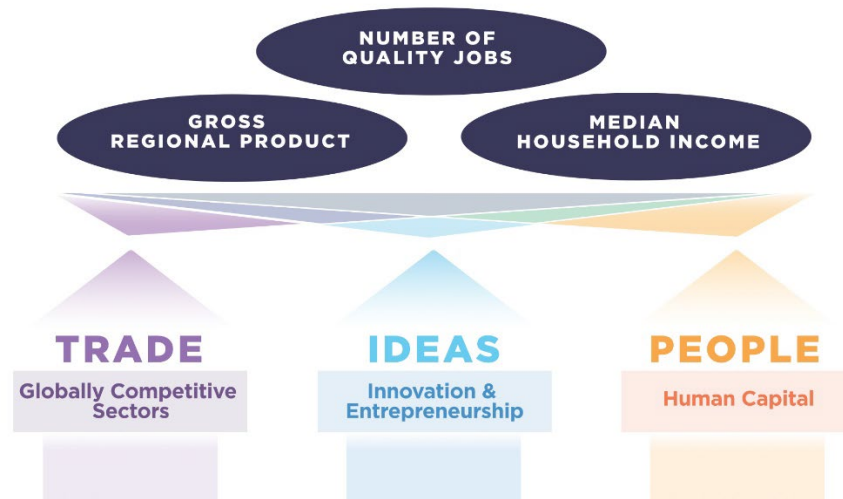 NUMBER OF
QUALITY JOBS
GROSS
REGIONAL PRODUCT
MEDIAN
HOUSEHOLD INCOME
TRADE
Globally Competitive
Sectors
IDEAS
Innovation &
Entrepreneurship
PEOPLE
Human Capital